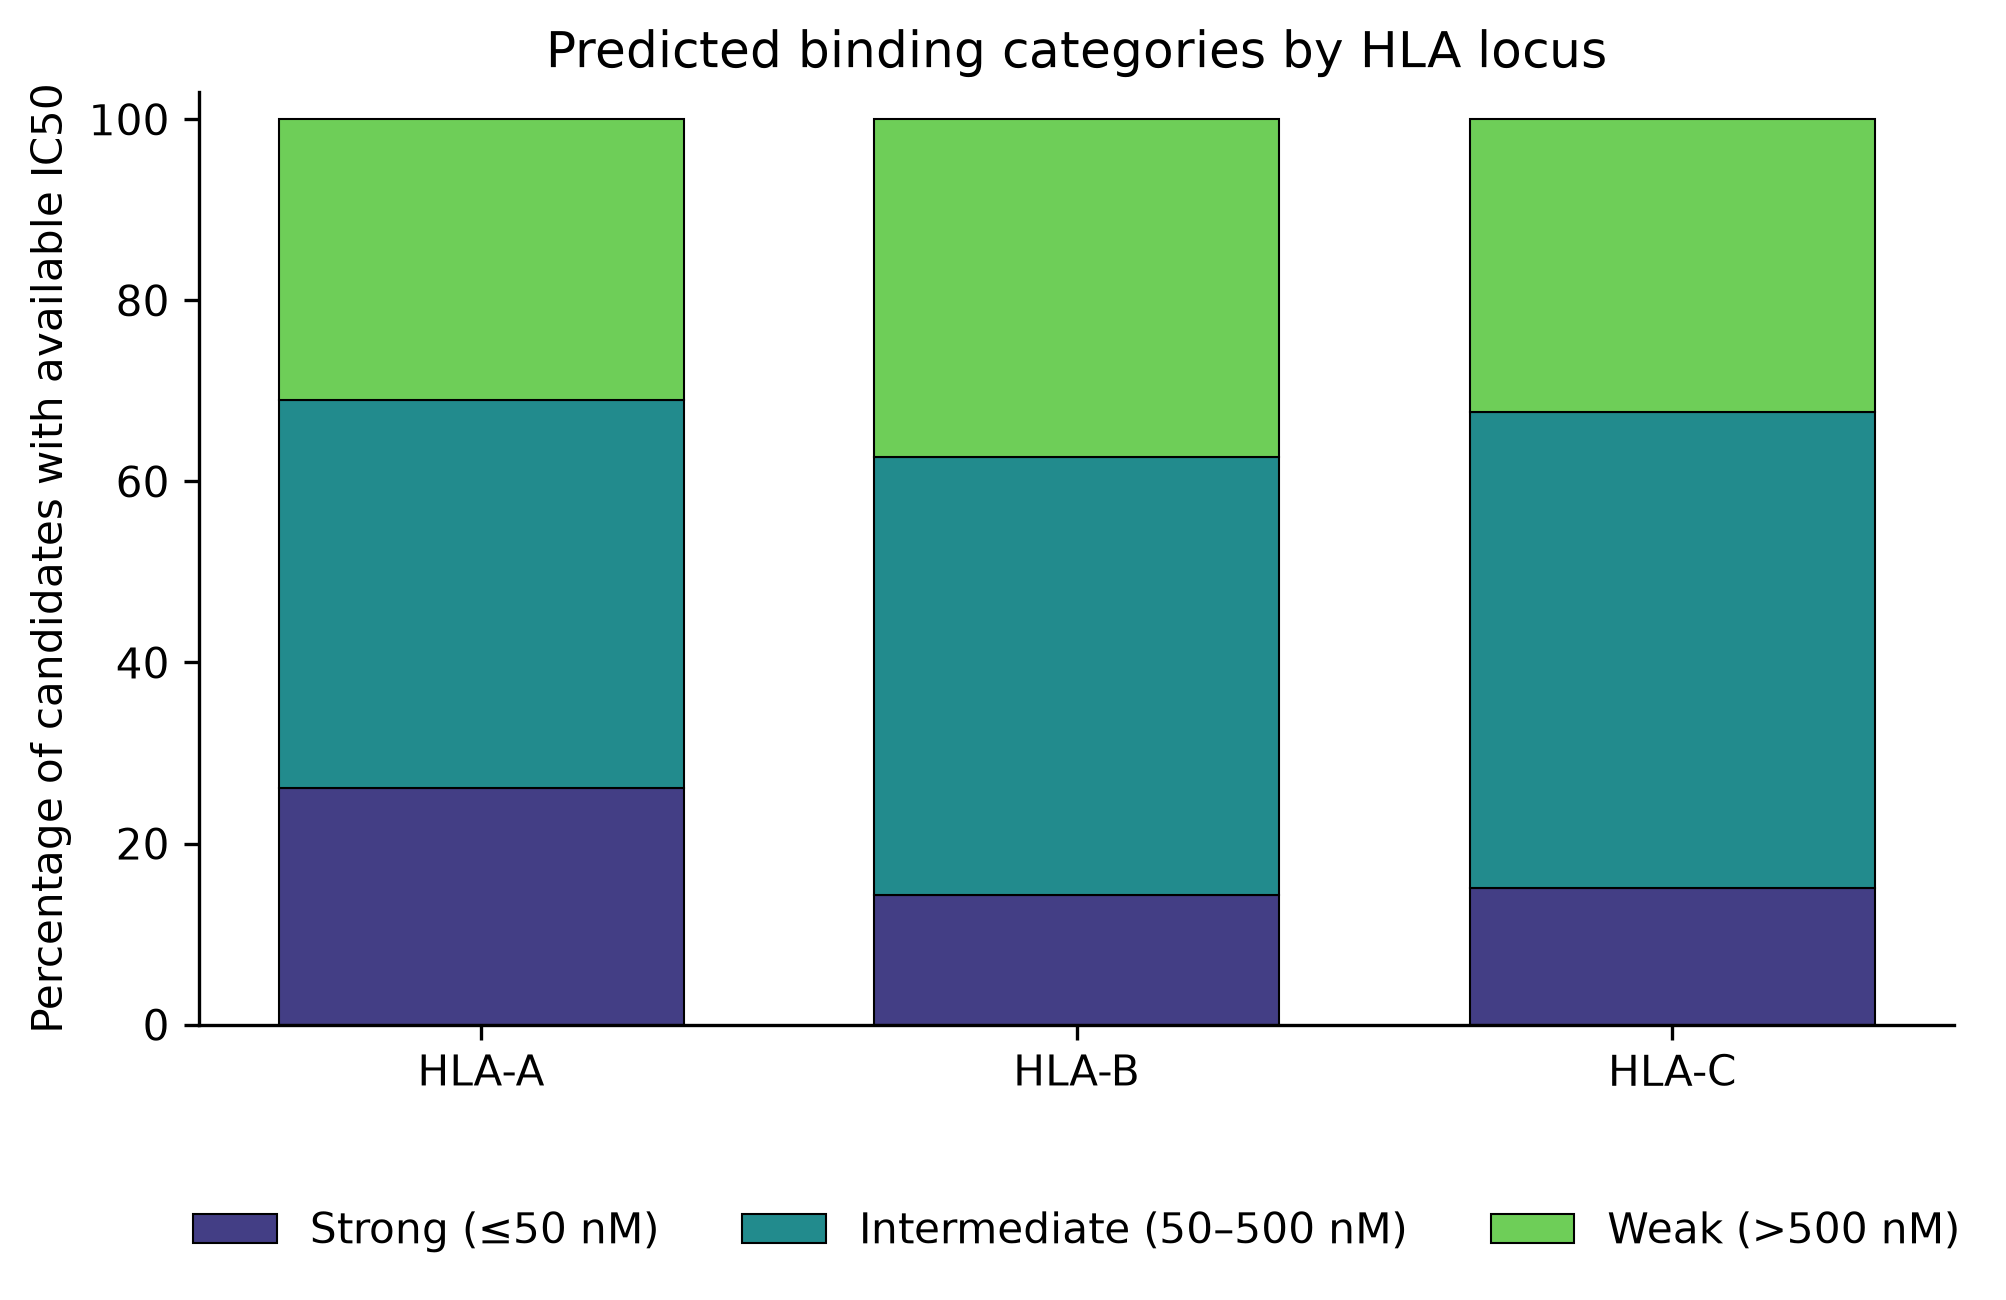 Predicted binding categories by HLA locus
Percentage of candidates with available IC50
100
80
60
40
20
0
HLA-A
HLA-B
HLA-C
Strong (≤50 nM)
Intermediate (50–500 nM)
Weak (>500 nM)